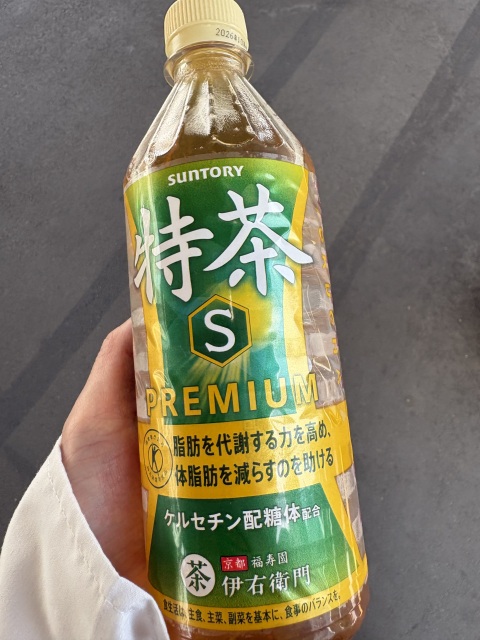 2026
SUNTORY
特茶
S
PREMIUM
脂肪を代謝する力を高め、
体脂肪を減らすのを助ける
ケルセチン配糖体配合
茶
京都 福寿園
伊右衛門
食生活は、主食、主菜、副菜を基本に、食事のバランスを。